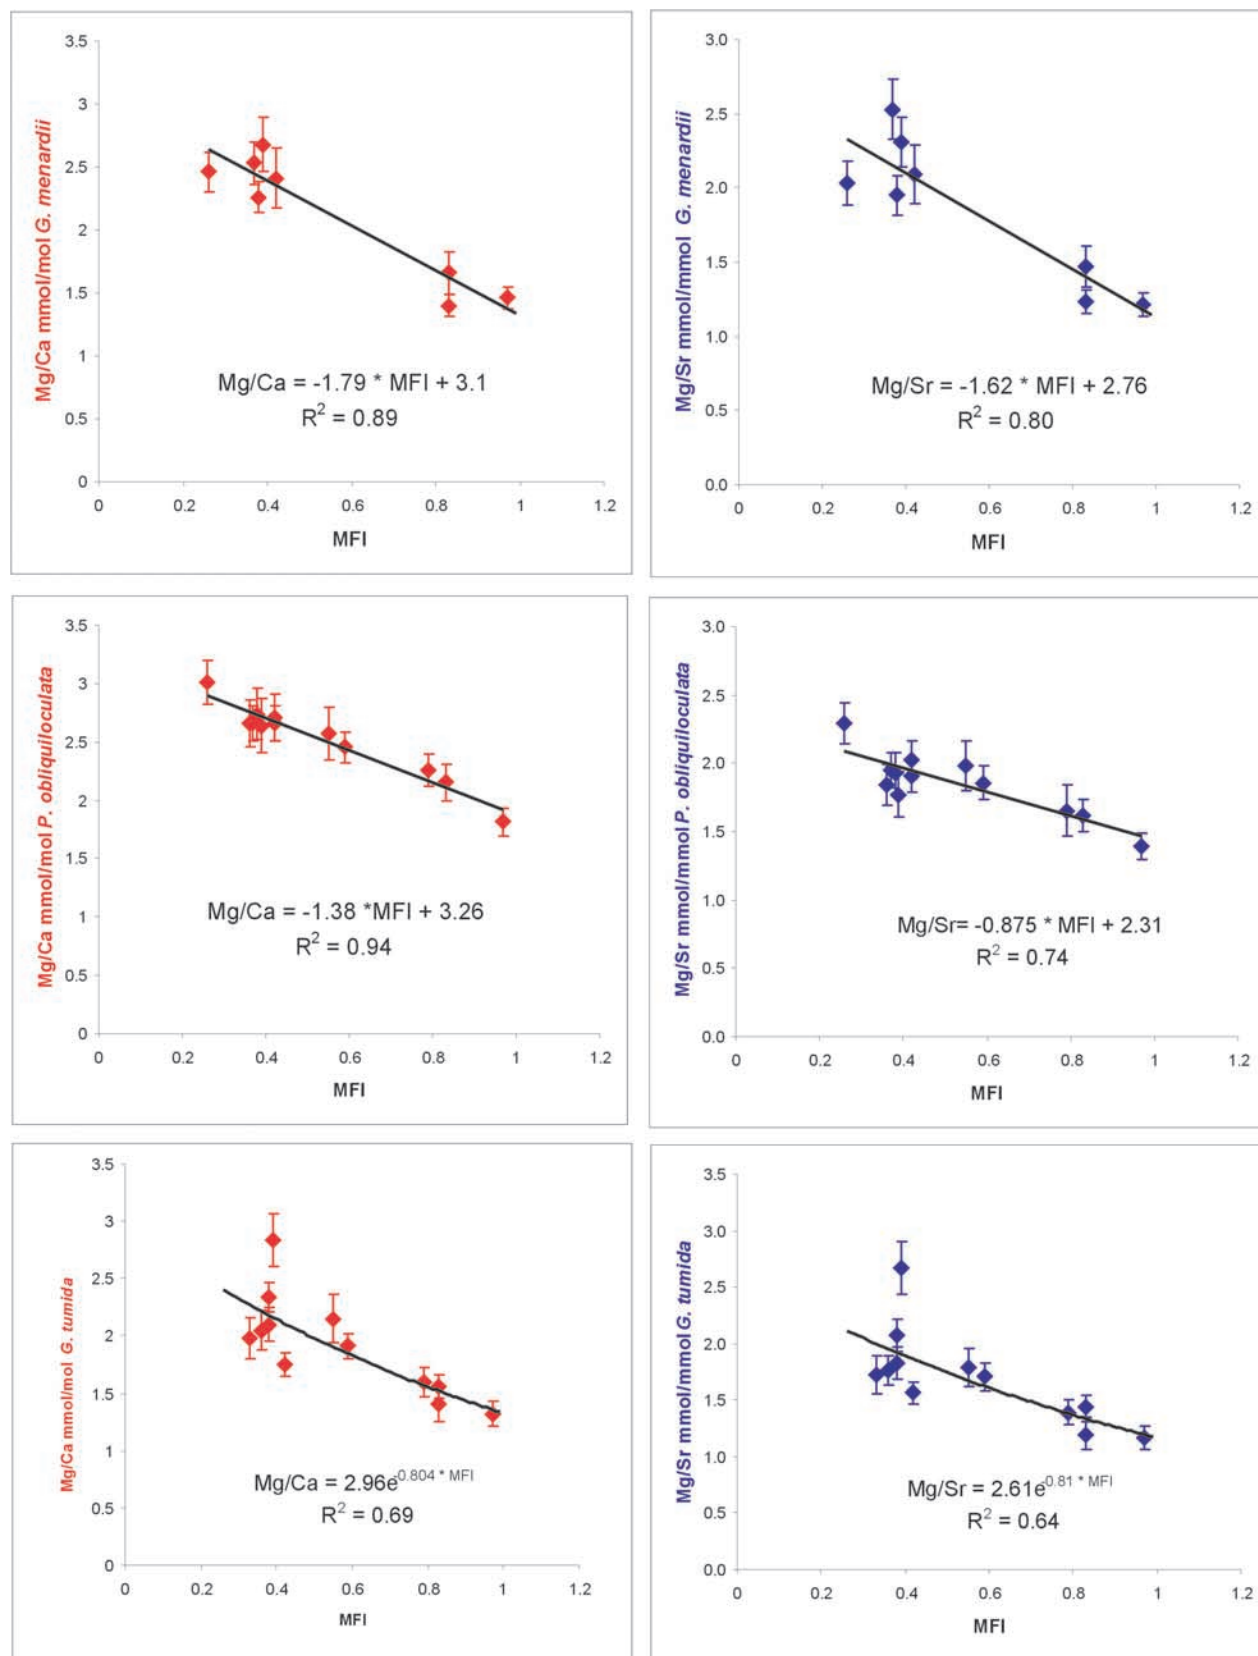 3.5
3
2.5
2
1.5
1
0.5
0
0 0.2 0.4 0.6 0.8 1 1.2
Mg/Ca mmol/mol G. menardii
Mg/Ca = -1.79 * MFI + 3.1
R2 = 0.89
MFI
3.0
2.5
2.0
1.5
1.0
0.5
0.0
0 0.2 0.4 0.6 0.8 1 1.2
Mg/Sr mmol/mmol G. menardii
Mg/Sr = -1.62 * MFI + 2.76
R2 = 0.80
MFI
3.5
3
2.5
2
1.5
1
0.5
0
0 0.2 0.4 0.6 0.8 1 1.2
Mg/Ca mmol/mol P. obliquiloculata
Mg/Ca = -1.38 *MFI + 3.26
R2 = 0.94
MFI
3.0
2.5
2.0
1.5
1.0
0.5
0.0
0 0.2 0.4 0.6 0.8 1 1.2
Mg/Sr mmol/mmol P. obliquiloculata
Mg/Sr= -0.875 * MFI + 2.31
R2 = 0.74
MFI
3.5
3
2.5
2
1.5
1
0.5
0
0 0.2 0.4 0.6 0.8 1 1.2
Mg/Ca mmol/mol G. tumida
Mg/Ca = 2.96e-0.804 * MFI
R2 = 0.69
MFI
3.5
3.0
2.5
2.0
1.5
1.0
0.5
0.0
0 0.2 0.4 0.6 0.8 1 1.2
Mg/Sr mmol/mmol G. tumida
Mg/Sr = 2.61e-0.81 * MFI
R2 = 0.64
MFI